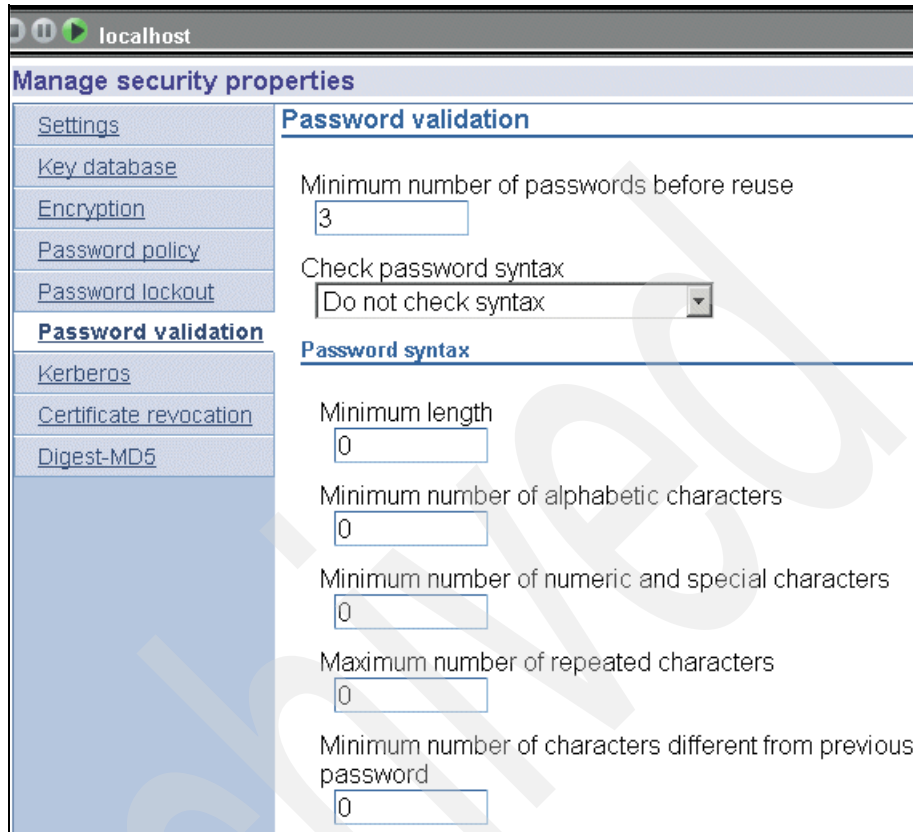 localhost
Manage security properties
Settings
Key database
Encryption
Password policy
Password lockout
Password validation
Kerberos
Certificate revocation
Digest-MD5
Password validation
Minimum number of passwords before reuse
3
Check password syntax
Do not check syntax
Password syntax
Minimum length
0
Minimum number of alphabetic characters
0
Minimum number of numeric and special characters
0
Maximum number of repeated characters
0
Minimum number of characters different from previous
password
0